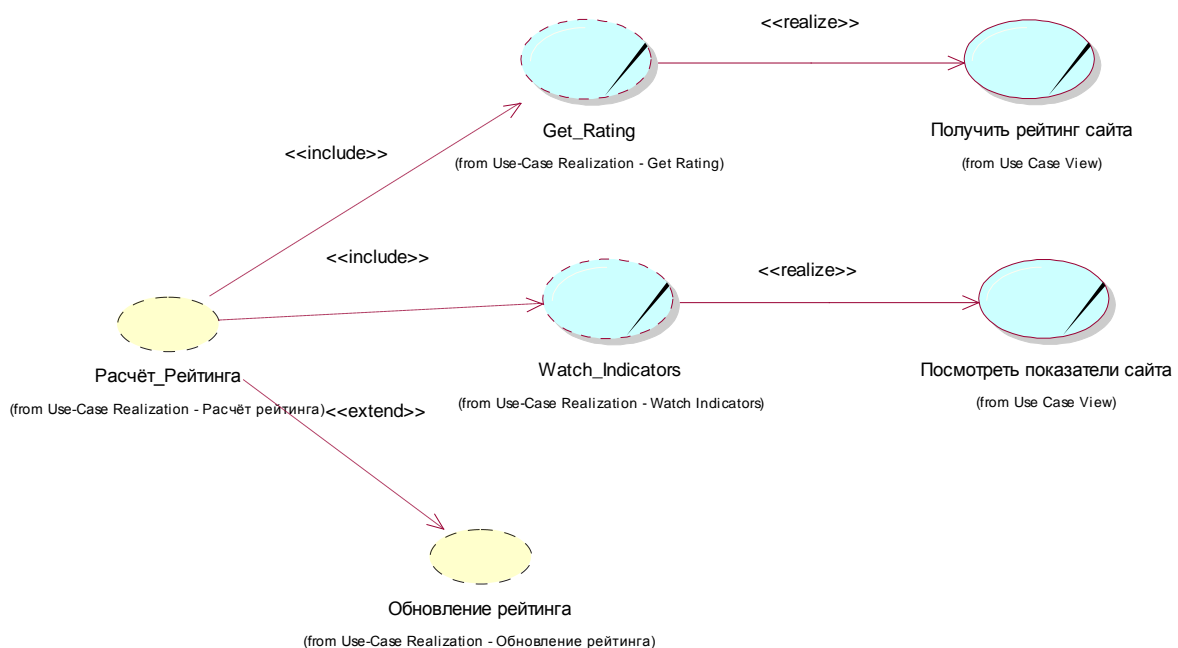 <<realize>>
Get_Rating
(from Use-Case Realization - Get Rating)
Получить рейтинг сайта
(from Use Case View)
<<include>>
<<include>>
<<realize>>
Watch_Indicators
(from Use-Case Realization - Watch Indicators)
Посмотреть показатели сайта
(from Use Case View)
Расчёт_Рейтинга
(from Use-Case Realization - Расчёт рейтинга)
<<extend>>
Обновление рейтинга
(from Use-Case Realization - Обновление рейтинга)